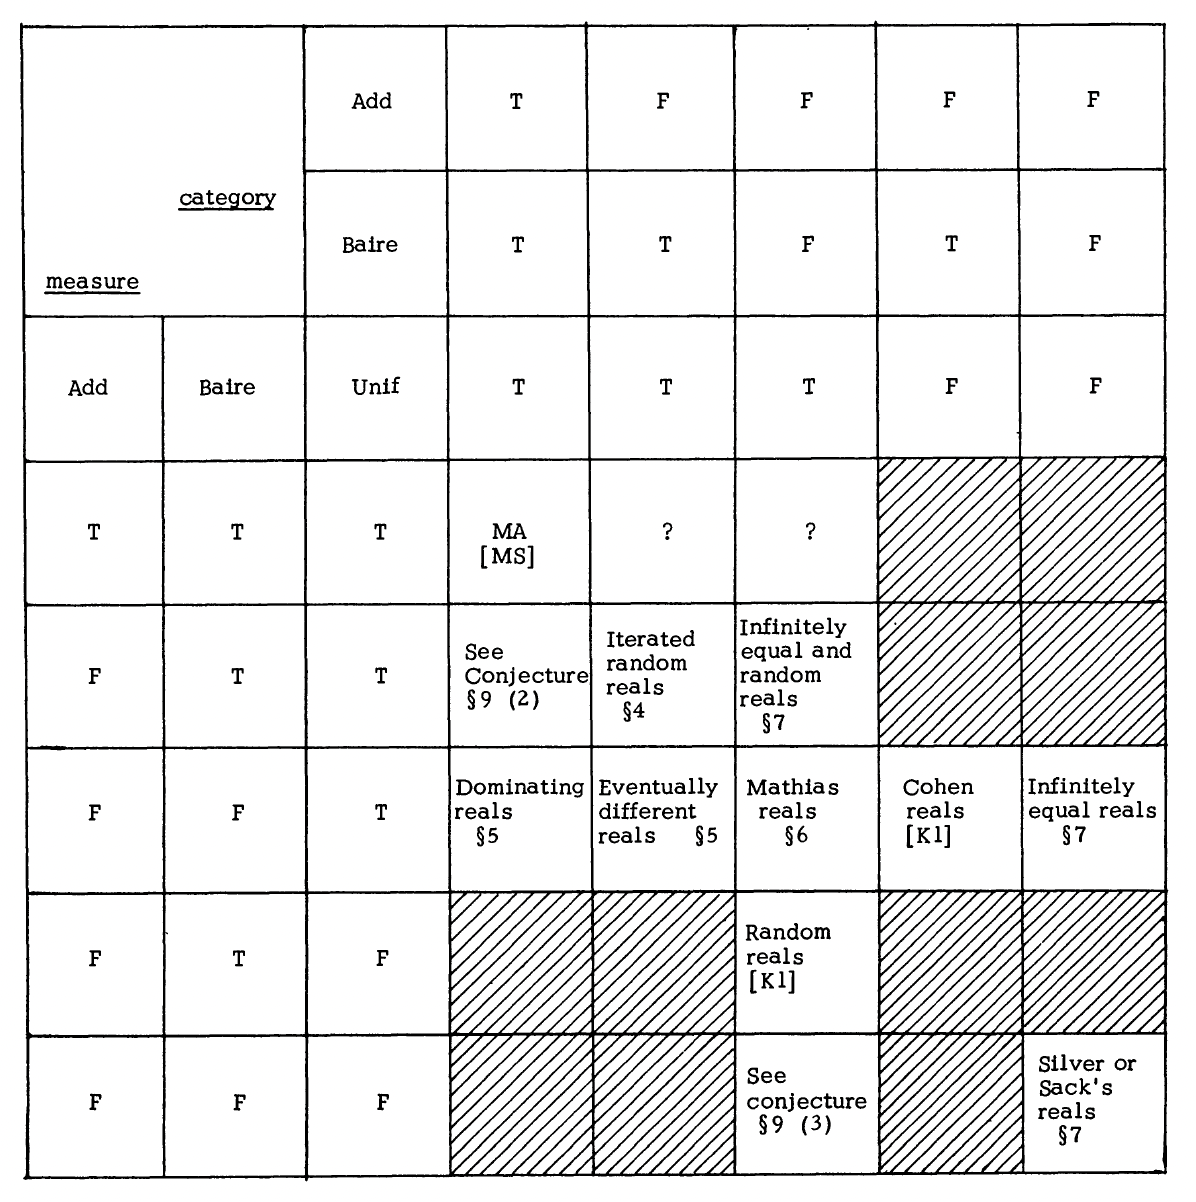 Add T F F F F
category
Baire T T F T F
measure
Add Baire Unif T T T F F
T T T MA ? ?
[MS]
F T T See
Conjecture
§9 (2)
Iterated
random
reals
§4
Infinitely
equal and
random
reals
§7
F F T Dominating
reals
§5
Eventually
different
reals §5
Mathias
reals
§6
Cohen
reals
[K1]
Infinitely
equal reals
§7
F T F Random
reals
[K1]
F F F See
conjecture
§9 (3)
Silver or
Sack's
reals
§7